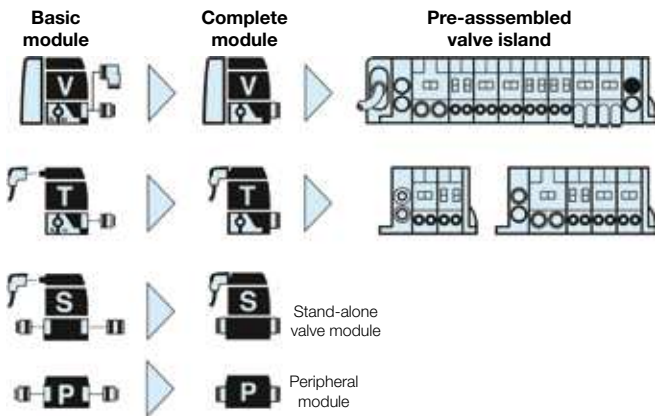 Basic
module
Complete
module
Pre-asssembled
valve island
V
V
T
T
S
S
Stand-alone
valve module
P
P
Peripheral
module